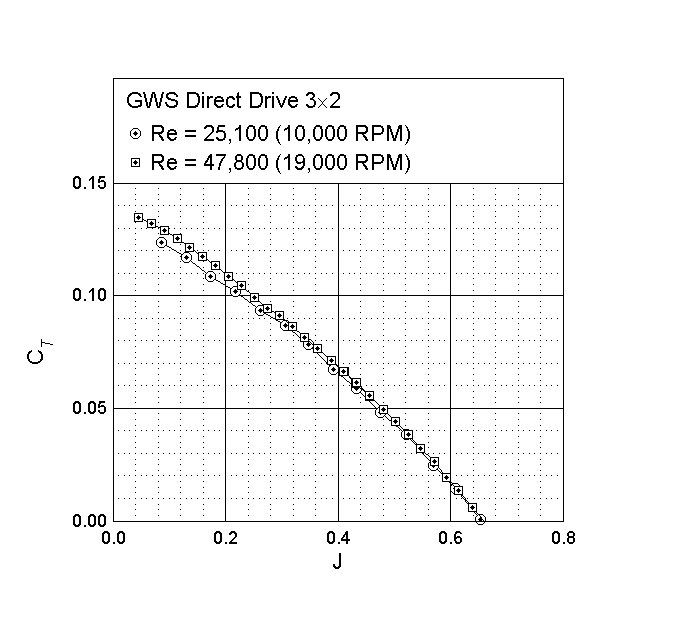 GWS Direct Drive 3×2
Re = 25,100 (10,000 RPM)
Re = 47,800 (19,000 RPM)
0.15
0.10
0.05
0.00
C_T
0.0 0.2 0.4 0.6 0.8
J